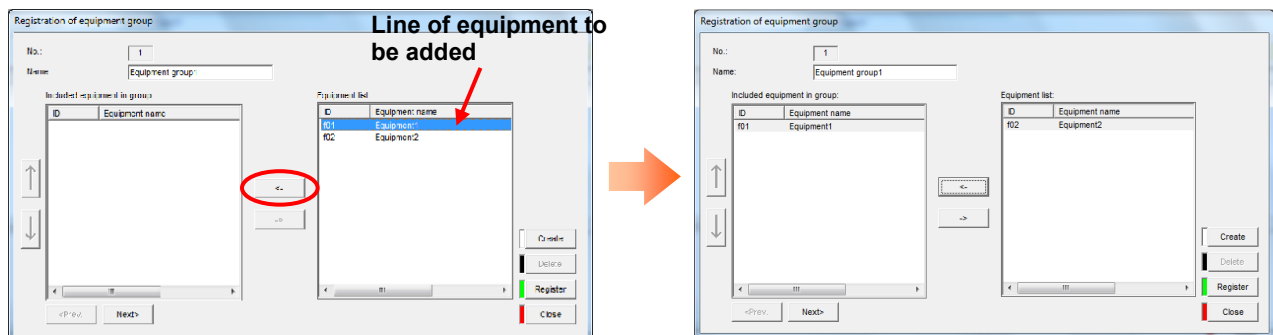 Registration of equipment group
Line of equipment to
be added
No.: 1
Name: Equipment group1
Included equipment in group:
Equipment list:
ID Equipment name
ID Equipment name
f01 Equipment1
f02 Equipment2
<-
->
Create
Delete
Register
Close
<Prev. Next>
Registration of equipment group
No.: 1
Name: Equipment group1
Included equipment in group:
Equipment list:
ID Equipment name
ID Equipment name
f01 Equipment1
f02 Equipment2
<-
->
Create
Delete
Register
Close
<Prev. Next>